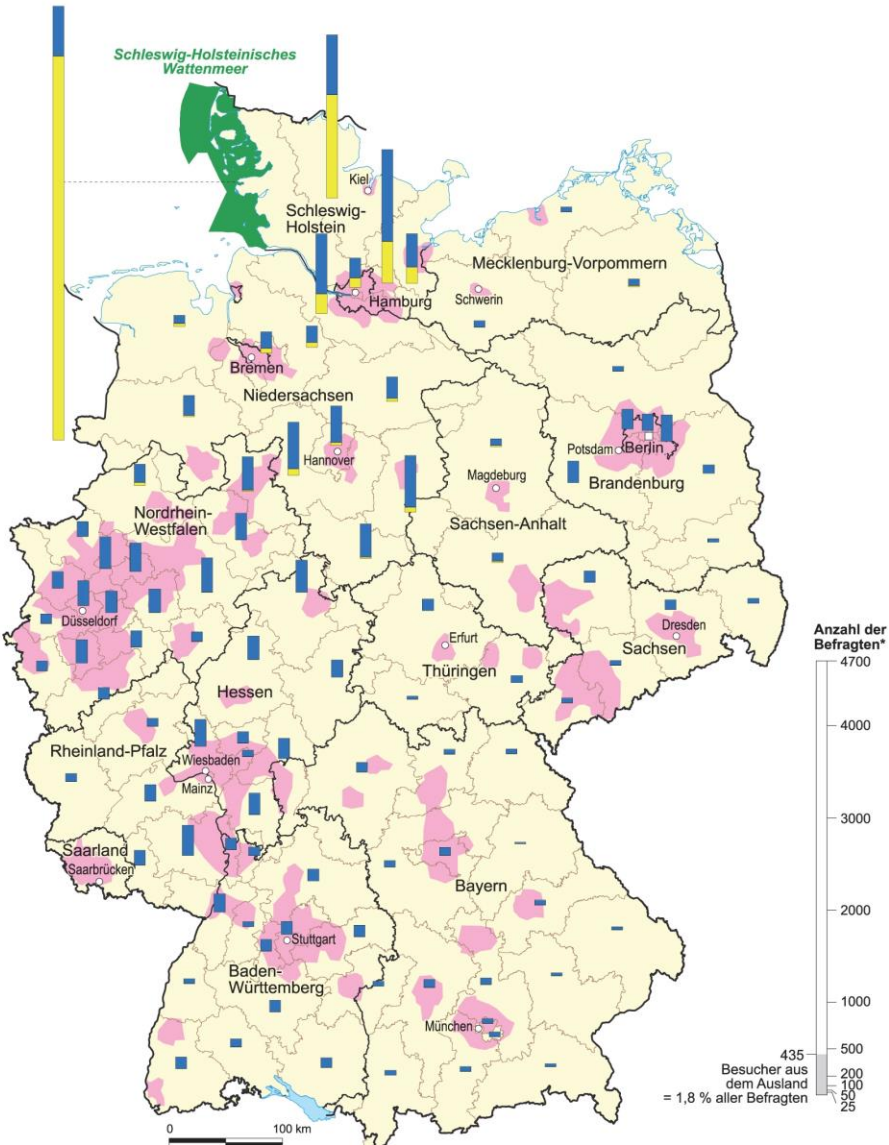 Schleswig-Holsteinisches
Wattenmeer
Kiel
Schleswig-
Holstein
Mecklenburg-Vorpommern
Hamburg
Schwerin
Bremen
Niedersachsen
Hannover
Potsdam
Berlin
Brandenburg
Magdeburg
Sachsen-Anhalt
Nordrhein-
Westfalen
Düsseldorf
Erfurt
Thüringen
Dresden
Sachsen
Hessen
Rheinland-Pfalz
Wiesbaden
Mainz
Saarland
Saarbrücken
Bayern
Stuttgart
Baden-
Württemberg
München
0 100 km
Anzahl der
Befragten*
4700
4000
3000
2000
1000
500
435
Besucher aus
dem Ausland
= 1,8 % aller Befragten
200
100
50
25